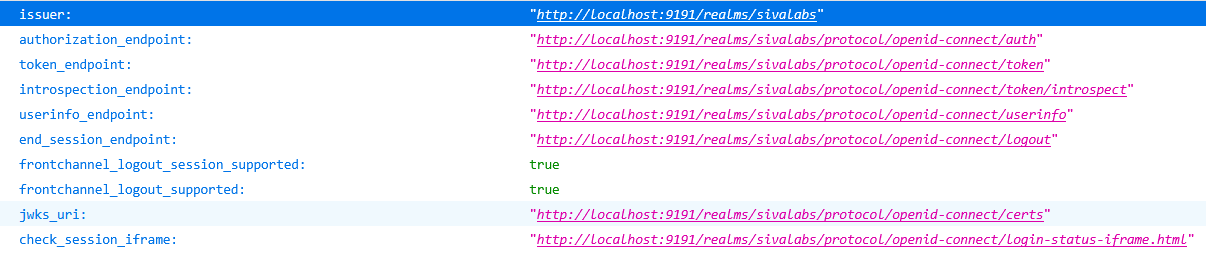 issuer: "http://localhost:9191/realms/sivalabs"
authorization_endpoint: "http://localhost:9191/realms/sivalabs/protocol/openid-connect/auth"
token_endpoint: "http://localhost:9191/realms/sivalabs/protocol/openid-connect/token"
introspection_endpoint: "http://localhost:9191/realms/sivalabs/protocol/openid-connect/token/introspect"
userinfo_endpoint: "http://localhost:9191/realms/sivalabs/protocol/openid-connect/userinfo"
end_session_endpoint: "http://localhost:9191/realms/sivalabs/protocol/openid-connect/logout"
frontchannel_logout_session_supported: true
frontchannel_logout_supported: true
jwks_uri: "http://localhost:9191/realms/sivalabs/protocol/openid-connect/certs"
check_session_iframe: "http://localhost:9191/realms/sivalabs/protocol/openid-connect/login-status-iframe.html"